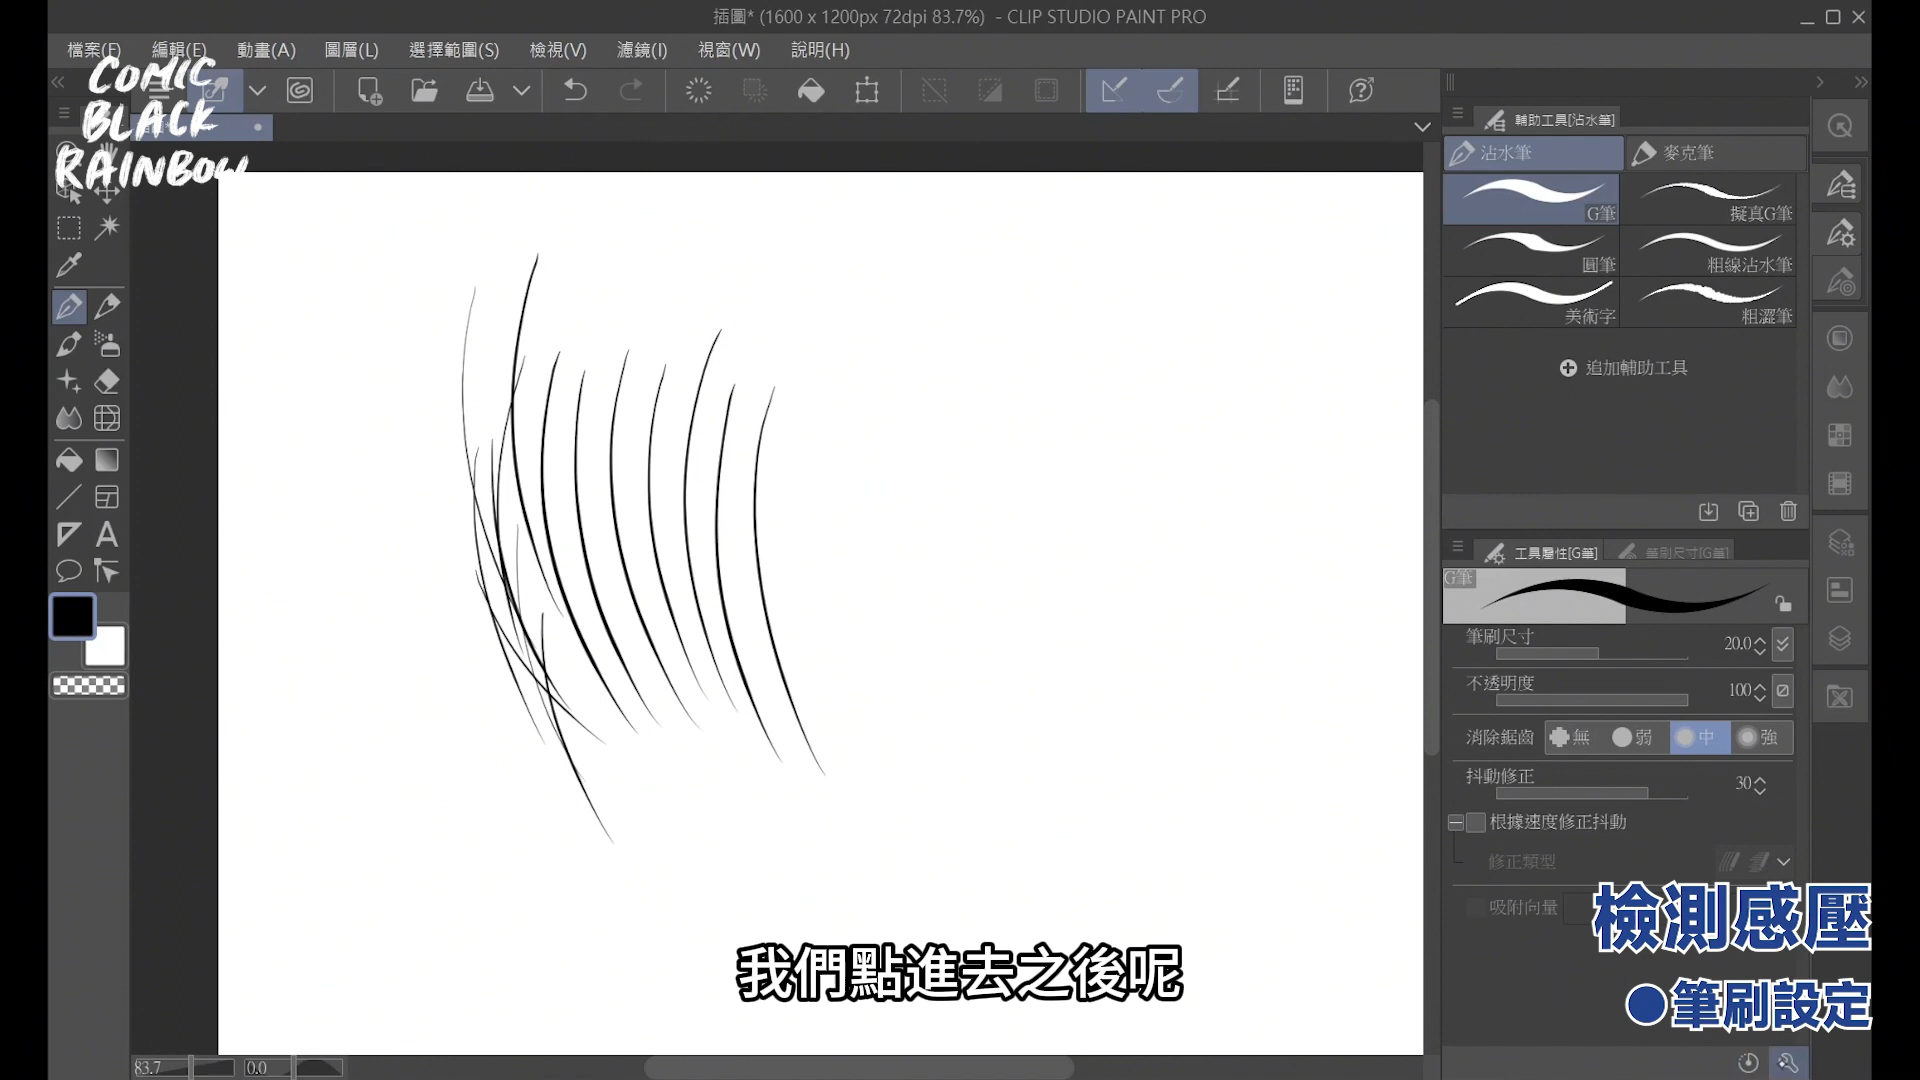 插圖* (1600 x 1200px 72dpi 83.7%) - CLIP STUDIO PAINT PRO
檔案(F) 編輯(E) 動畫(A) 圖層(L) 選擇範圍(S) 檢視(V) 濾鏡(I) 視窗(W) 說明(H)
COMIC
BLACK
RAINBOW
輔助工具[沾水筆]
沾水筆 麥克筆
G筆 擬真G筆
圓筆 粗線沾水筆
美術字 粗澀筆
追加輔助工具
工具屬性[G筆] 筆刷尺寸[G筆]
G筆
筆刷尺寸 20.0
不透明度 100
消除鋸齒 無 弱 中 強
抖動修正 30
根據速度修正抖動
修正類型
吸附向量
檢測感壓
我們點進去之後呢
●筆刷設定
83.7 0.0